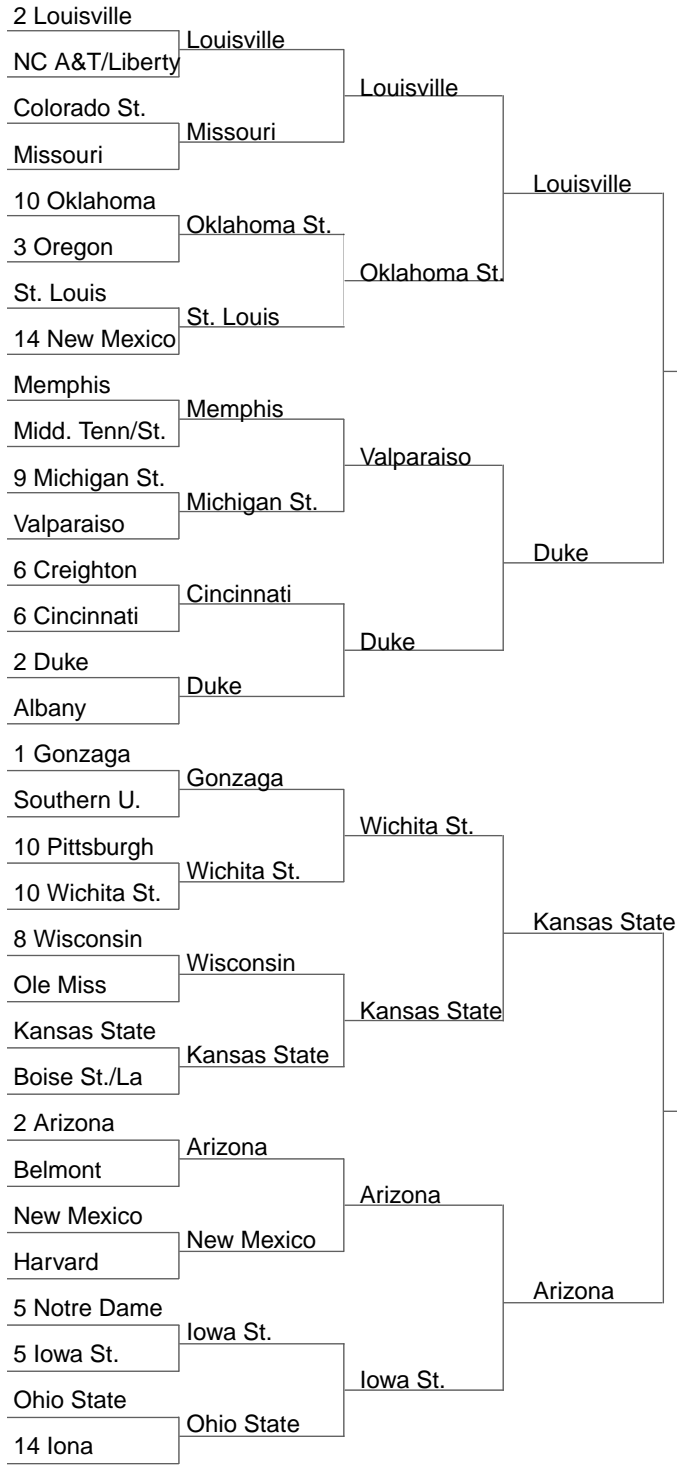 2 Louisville
NC A&T/Liberty
Colorado St.
Missouri
10 Oklahoma
3 Oregon
St. Louis
14 New Mexico
Memphis
Midd. Tenn/St.
9 Michigan St.
Valparaiso
6 Creighton
6 Cincinnati
2 Duke
Albany
1 Gonzaga
Southern U.
10 Pittsburgh
10 Wichita St.
8 Wisconsin
Ole Miss
Kansas State
Boise St./La
2 Arizona
Belmont
New Mexico
Harvard
5 Notre Dame
5 Iowa St.
Ohio State
14 Iona
Louisville
Missouri
Oklahoma St.
St. Louis
Memphis
Michigan St.
Cincinnati
Duke
Gonzaga
Wichita St.
Wisconsin
Kansas State
Arizona
New Mexico
Iowa St.
Ohio State
Louisville
Oklahoma St.
Valparaiso
Duke
Wichita St.
Kansas State
Arizona
Iowa St.
Louisville
Duke
Kansas State
Arizona